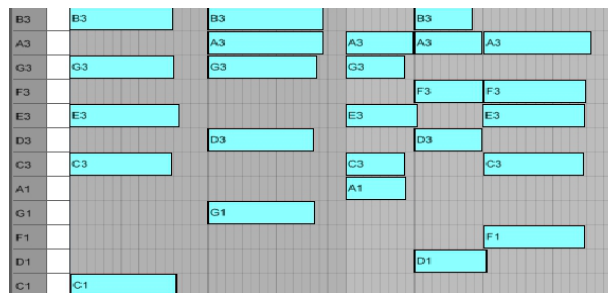 B3 B3 B3 B3
A3 A3 A3 A3 A3
G3 G3 G3 G3
F3 F3 F3
E3 E3 E3 E3
D3 D3 D3
C3 C3 C3 C3
A1 A1
G1 G1
F1 F1
D1 D1
C1 C1